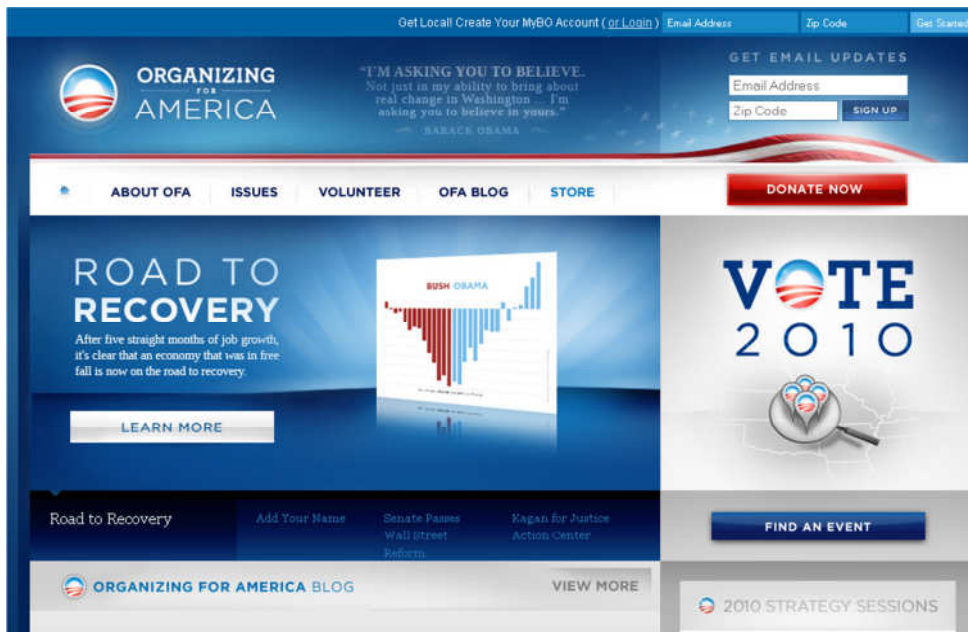 Get Local! Create Your MyBO Account ( or Login )
Email Address
Zip Code
Get Started
ORGANIZING
FOR
AMERICA
"I'M ASKING YOU TO BELIEVE.
Not just in my ability to bring about
real change in Washington ... I'm
asking you to believe in yours."
BARACK OBAMA
GET EMAIL UPDATES
Email Address
Zip Code
SIGN UP
ABOUT OFA
ISSUES
VOLUNTEER
OFA BLOG
STORE
DONATE NOW
ROAD TO
RECOVERY
After five straight months of job growth,
it's clear that an economy that was in free
fall is now on the road to recovery.
LEARN MORE
BUSH OBAMA
VOTE
2010
Road to Recovery
Add Your Name
Senate Passes
Wall Street
Reform
Kagan for Justice
Action Center
FIND AN EVENT
ORGANIZING FOR AMERICA BLOG
VIEW MORE
2010 STRATEGY SESSIONS